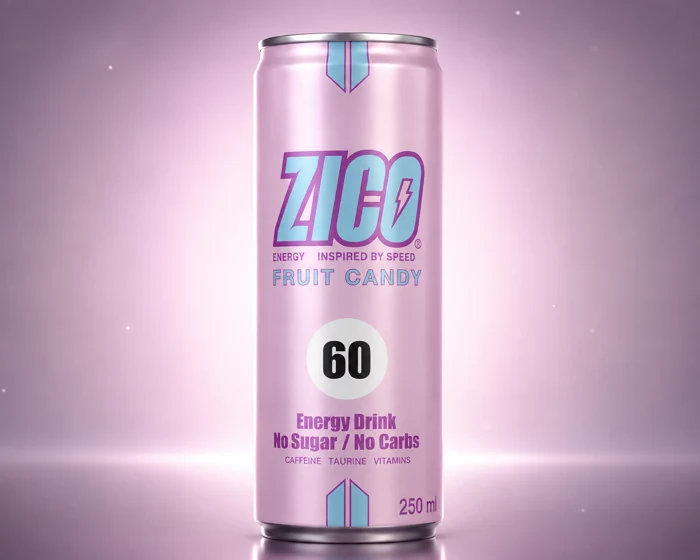 ZICO®
ENERGY INSPIRED BY SPEED
FRUIT CANDY
60
Energy Drink
No Sugar / No Carbs
CAFFEINE TAURINE VITAMINS
250 ml